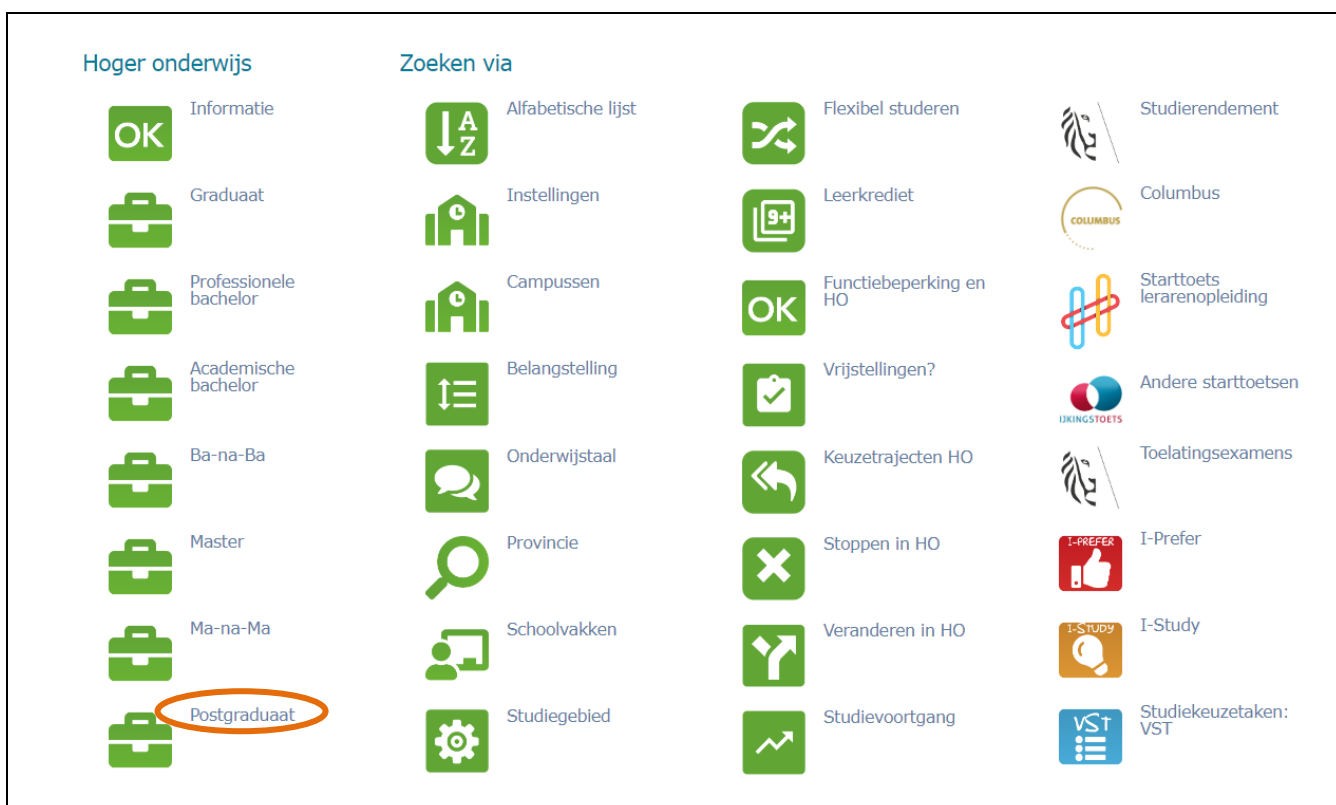 Hoger onderwijs
Zoeken via
OK
Informatie
A
Z
Alfabetische lijst
Flexibel studeren
Studierendement
Graduaat
Instellingen
9+
Leerkrediet
COLUMBUS
Columbus
Professionele
bachelor
Campussen
OK
Functiebeperking en
HO
Starttoets
lerarenopleiding
Academische
bachelor
Belangstelling
Vrijstellingen?
IJKINGSTOETS
Andere starttoetsen
Ba-na-Ba
Onderwijstaal
Keuzetrajecten HO
Toelatingsexamens
Master
Provincie
Stoppen in HO
I-PREFER
I-Prefer
Ma-na-Ma
Schoolvakken
Veranderen in HO
I-STUDY
I-Study
Postgraduaat
Studiegebied
Studievoortgang
VST
Studiekeuzetaken:
VST